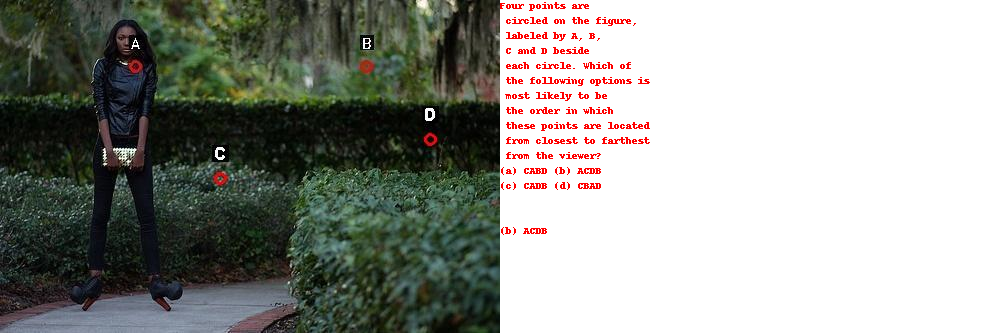 A
B
C
D
Four points are
circled on the figure,
labeled by A, B,
C and D beside
each circle. Which of
the following options is
most likely to be
the order in which
these points are located
from closest to farthest
from the viewer?
(a) CABD (b) ACDB
(c) CADB (d) CBAD
(b) ACDB